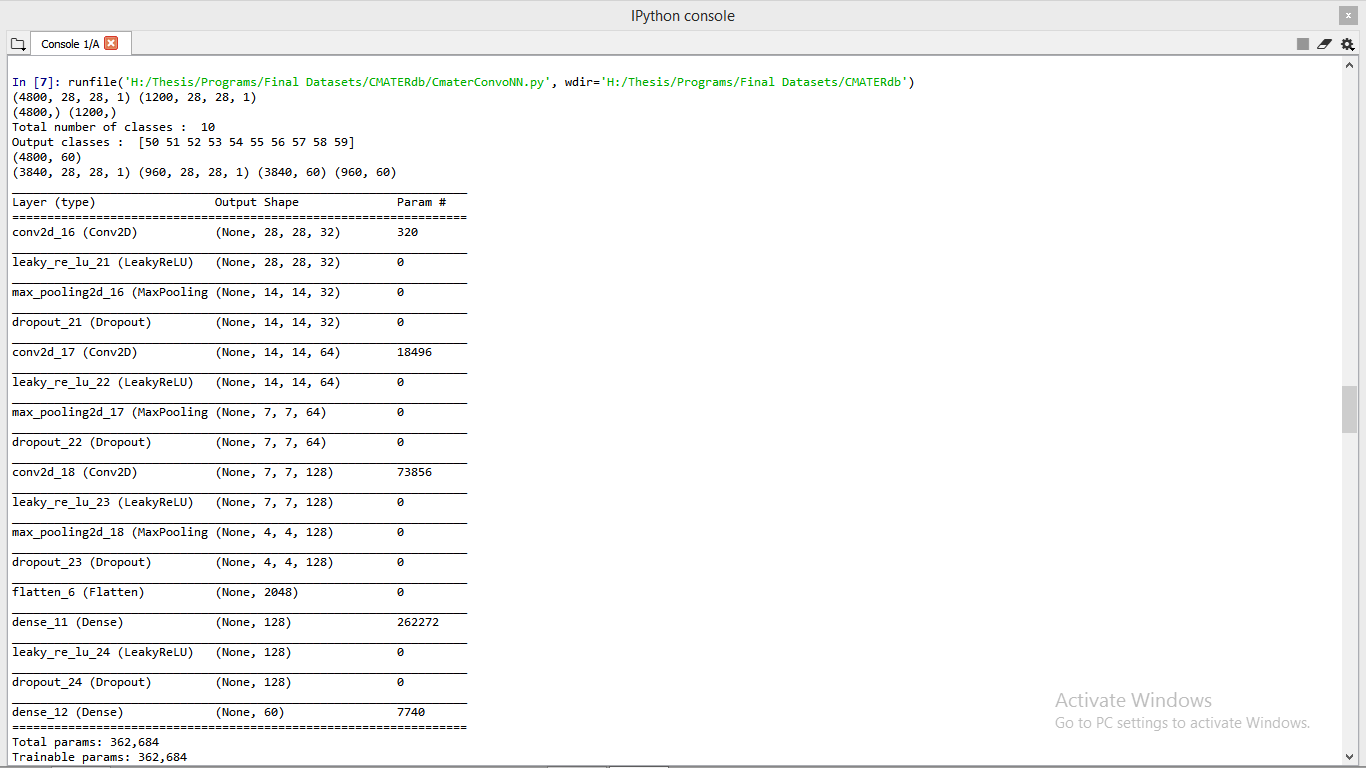 IPython console
Console 1/A
In [7]: runfile('H:/Thesis/Programs/Final Datasets/CMATERdb/CmaterConvoNN.py', wdir='H:/Thesis/Programs/Final Datasets/CMATERdb')
(4800, 28, 28, 1) (1200, 28, 28, 1)
(4800,) (1200,)
Total number of classes :  10
Output classes :  [50 51 52 53 54 55 56 57 58 59]
(4800, 60)
(3840, 28, 28, 1) (960, 28, 28, 1) (3840, 60) (960, 60)
_________________________________________________________________
Layer (type)                 Output Shape              Param #
=================================================================
conv2d_16 (Conv2D)           (None, 28, 28, 32)        320
_________________________________________________________________
leaky_re_lu_21 (LeakyReLU)   (None, 28, 28, 32)        0
_________________________________________________________________
max_pooling2d_16 (MaxPooling (None, 14, 14, 32)        0
_________________________________________________________________
dropout_21 (Dropout)         (None, 14, 14, 32)        0
_________________________________________________________________
conv2d_17 (Conv2D)           (None, 14, 14, 64)        18496
_________________________________________________________________
leaky_re_lu_22 (LeakyReLU)   (None, 14, 14, 64)        0
_________________________________________________________________
max_pooling2d_17 (MaxPooling (None, 7, 7, 64)          0
_________________________________________________________________
dropout_22 (Dropout)         (None, 7, 7, 64)          0
_________________________________________________________________
conv2d_18 (Conv2D)           (None, 7, 7, 128)         73856
_________________________________________________________________
leaky_re_lu_23 (LeakyReLU)   (None, 7, 7, 128)         0
_________________________________________________________________
max_pooling2d_18 (MaxPooling (None, 4, 4, 128)         0
_________________________________________________________________
dropout_23 (Dropout)         (None, 4, 4, 128)         0
_________________________________________________________________
flatten_6 (Flatten)          (None, 2048)              0
_________________________________________________________________
dense_11 (Dense)             (None, 128)               262272
_________________________________________________________________
leaky_re_lu_24 (LeakyReLU)   (None, 128)               0
_________________________________________________________________
dropout_24 (Dropout)         (None, 128)               0
_________________________________________________________________
dense_12 (Dense)             (None, 60)                7740
=================================================================
Total params: 362,684
Trainable params: 362,684
Activate Windows
Go to PC settings to activate Windows.